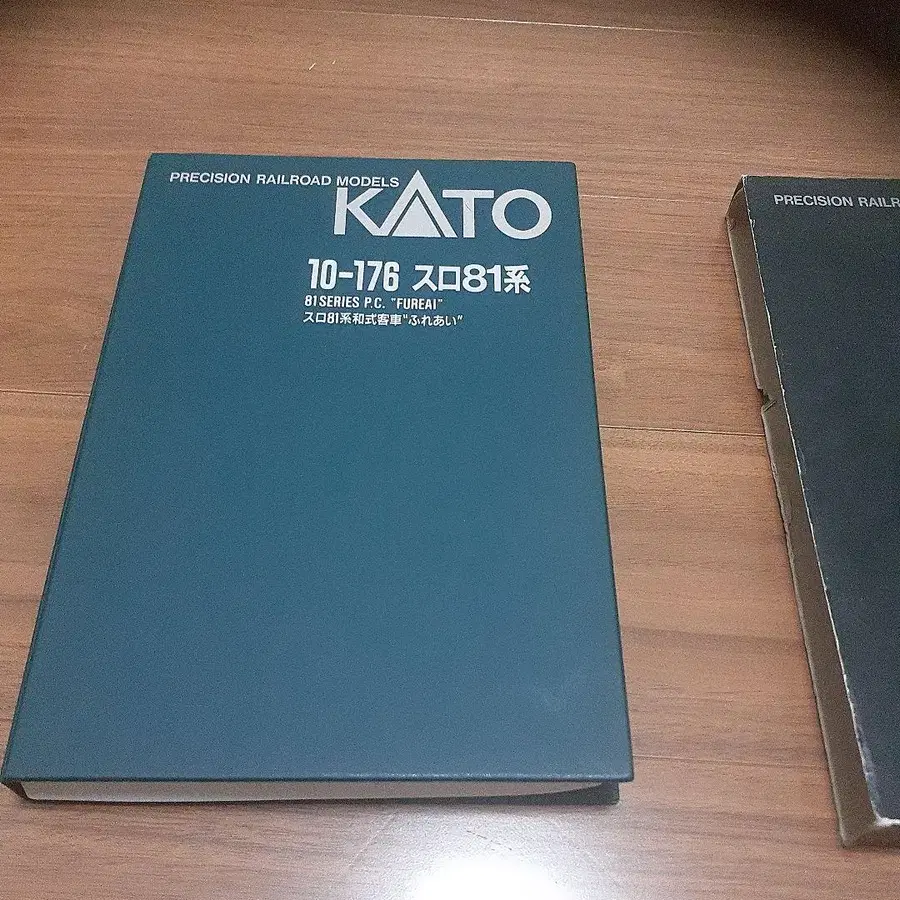 PRECISION RAILROAD MODELS
KATO
10-176 スロ81系
81SERIES P.C. "FUREAI"
スロ81系和式客車"ふれあい"
PRECISION RAILR